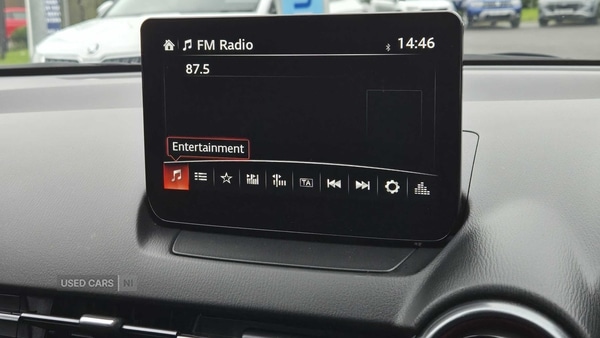 FM Radio 14:46
87.5
Entertainment
TA
USED CARS NI